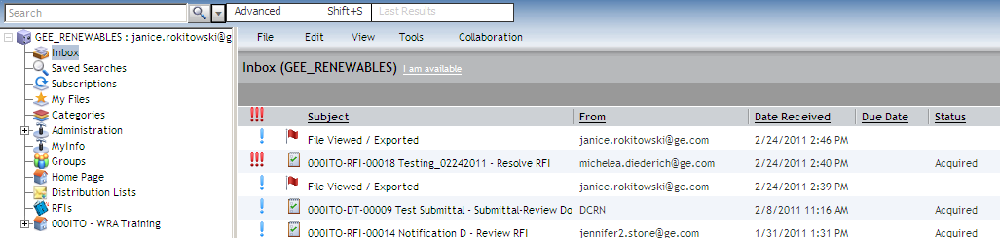 Search
Advanced Shift+S
Last Results
GEE_RENEWABLES : janice.rokitowski@ge
Inbox
Saved Searches
Subscriptions
My Files
Categories
Administration
MyInfo
Groups
Home Page
Distribution Lists
RFIs
000ITO - WRA Training
File Edit View Tools Collaboration
Inbox (GEE_RENEWABLES) I am available
!!! Subject From Date Received Due Date Status
! File Viewed / Exported janice.rokitowski@ge.com 2/24/2011 2:46 PM
!!! 000ITO-RFI-00018 Testing_02242011 - Resolve RFI michelea.diederich@ge.com 2/24/2011 2:40 PM Acquired
! File Viewed / Exported janice.rokitowski@ge.com 2/24/2011 2:39 PM
! 000ITO-DT-00009 Test Submittal - Submittal-Review Do DCRN 2/8/2011 11:16 AM Acquired
! 000ITO-RFI-00014 Notification D - Review RFI jennifer2.stone@ge.com 1/31/2011 1:31 PM Acquired